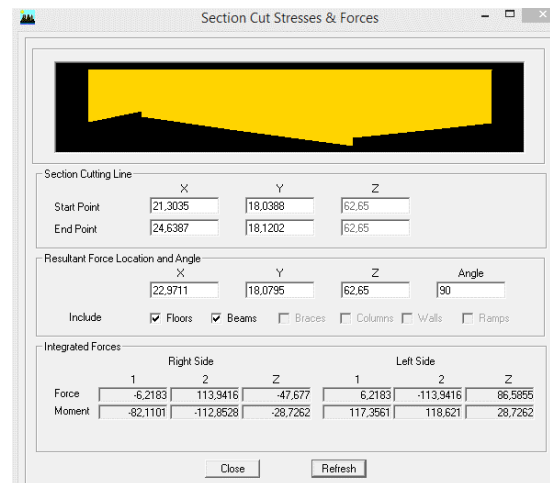 Section Cut Stresses & Forces
Section Cutting Line
X Y Z
Start Point 21,3035 18,0388 62,65
End Point 24,6387 18,1202 62,65
Resultant Force Location and Angle
X Y Z Angle
22,9711 18,0795 62,65 90
Include Floors Beams Braces Columns Walls Ramps
Integrated Forces
Right Side Left Side
1 2 Z 1 2 Z
Force -6,2183 113,9416 -47,677 6,2183 -113,9416 86,5855
Moment -82,1101 -112,8528 -28,7262 117,3561 118,621 28,7262
Close Refresh